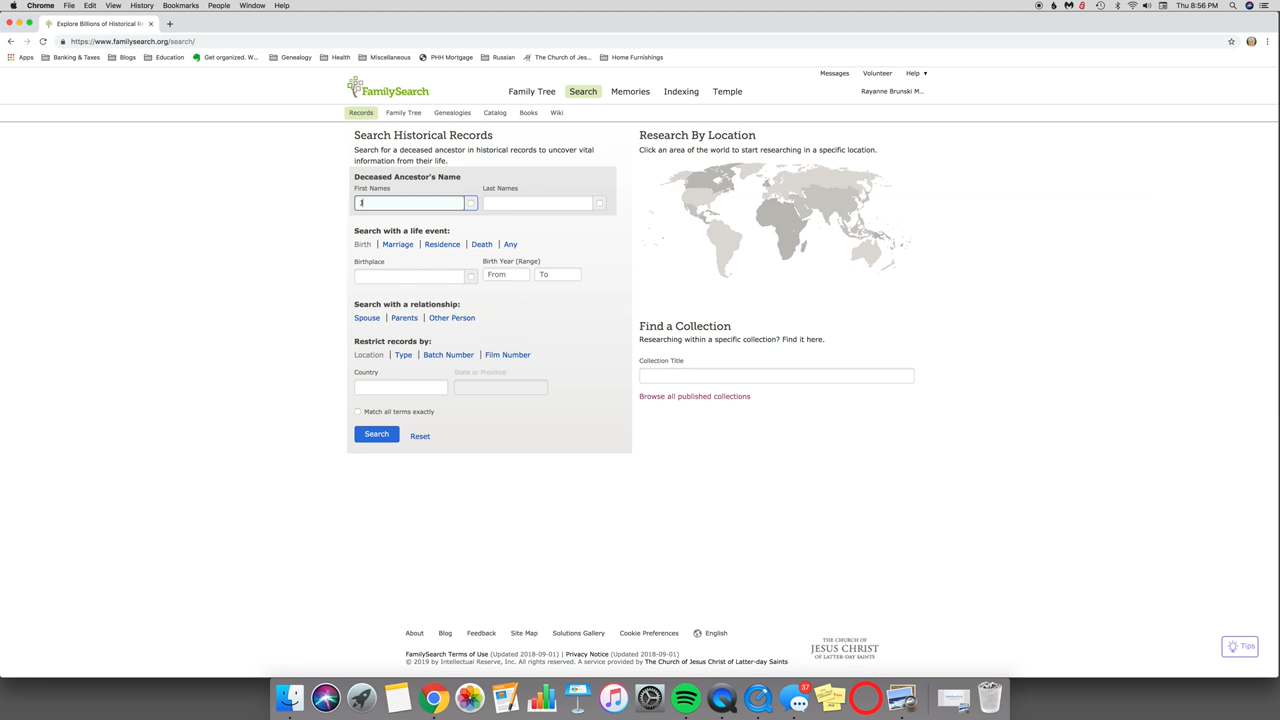 Chrome File Edit View History Bookmarks People Window Help Thu 8:56 PM
Explore Billions of Historical R
https://www.familysearch.org/search/
Apps Banking & Taxes Blogs Education Get organized. W... Genealogy Health Miscellaneous PHH Mortgage Russian The Church of Jes... Home Furnishings
Messages Volunteer Help
FamilySearch Family Tree Search Memories Indexing Temple Rayanne Brunski M...
Records Family Tree Genealogies Catalog Books Wiki
Search Historical Records
Search for a deceased ancestor in historical records to uncover vital
information from their life.
Deceased Ancestor's Name
First Names Last Names
J
Search with a life event:
Birth | Marriage | Residence | Death | Any
Birthplace Birth Year (Range)
From To
Search with a relationship:
Spouse | Parents | Other Person
Restrict records by:
Location | Type | Batch Number | Film Number
Country State or Province
Match all terms exactly
Search Reset
Research By Location
Click an area of the world to start researching in a specific location.
Find a Collection
Researching within a specific collection? Find it here.
Collection Title
Browse all published collections
About Blog Feedback Site Map Solutions Gallery Cookie Preferences English
FamilySearch Terms of Use (Updated 2018-09-01) | Privacy Notice (Updated 2018-09-01)
© 2019 by Intellectual Reserve, Inc. All rights reserved. A service provided by The Church of Jesus Christ of Latter-day Saints
THE CHURCH OF
JESUS CHRIST
OF LATTER-DAY SAINTS
Tips
37